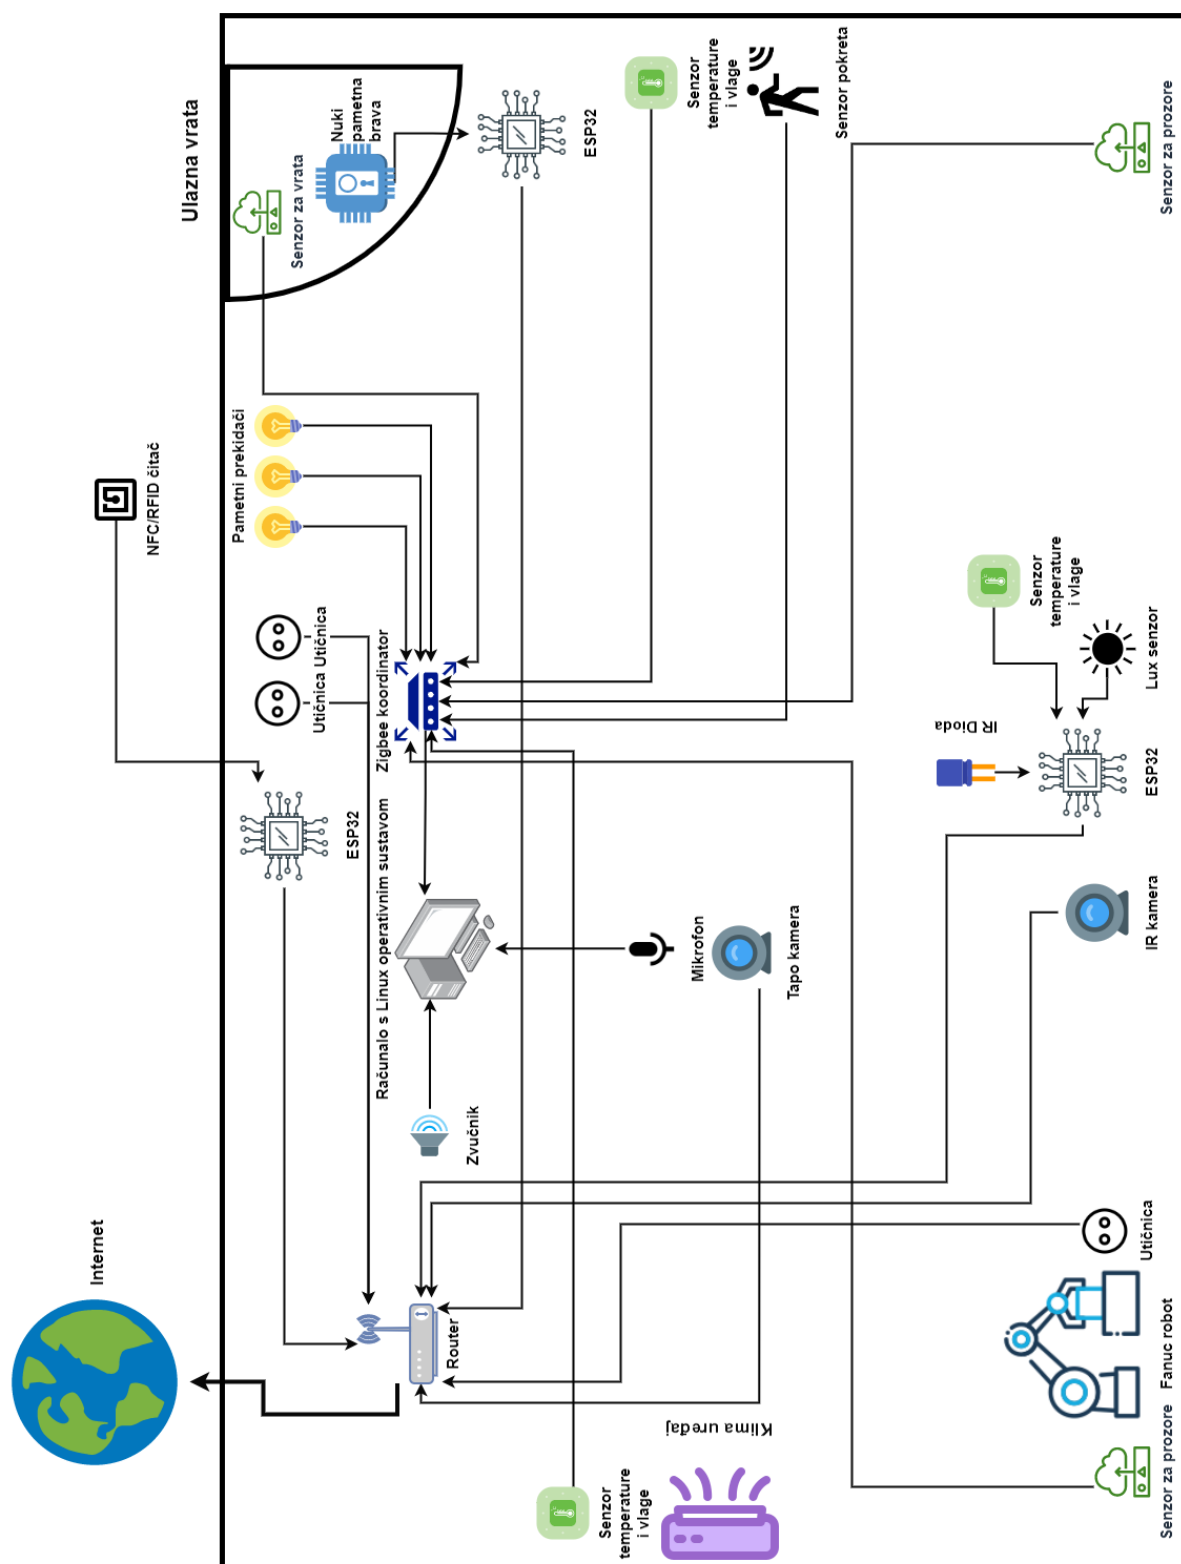 Ulazna vrata
Nuki
pametna
brava
Senzor za vrata
ESP32
Senzor
temperature
i vlage
Senzor pokreta
Senzor za prozore
NFC/RFID čitač
Pametni prekidači
Utičnica
Utičnica
Zigbee koordinator
ESP32
Računalo s Linux operativnim sustavom
Mikrofon
Tapo kamera
Zvučnik
Senzor
temperature
i vlage
Lux senzor
IR Dioda
ESP32
IR kamera
Internet
Router
Utičnica
Fanuc robot
Klima uređaj
Senzor
temperature
i vlage
Senzor za prozore